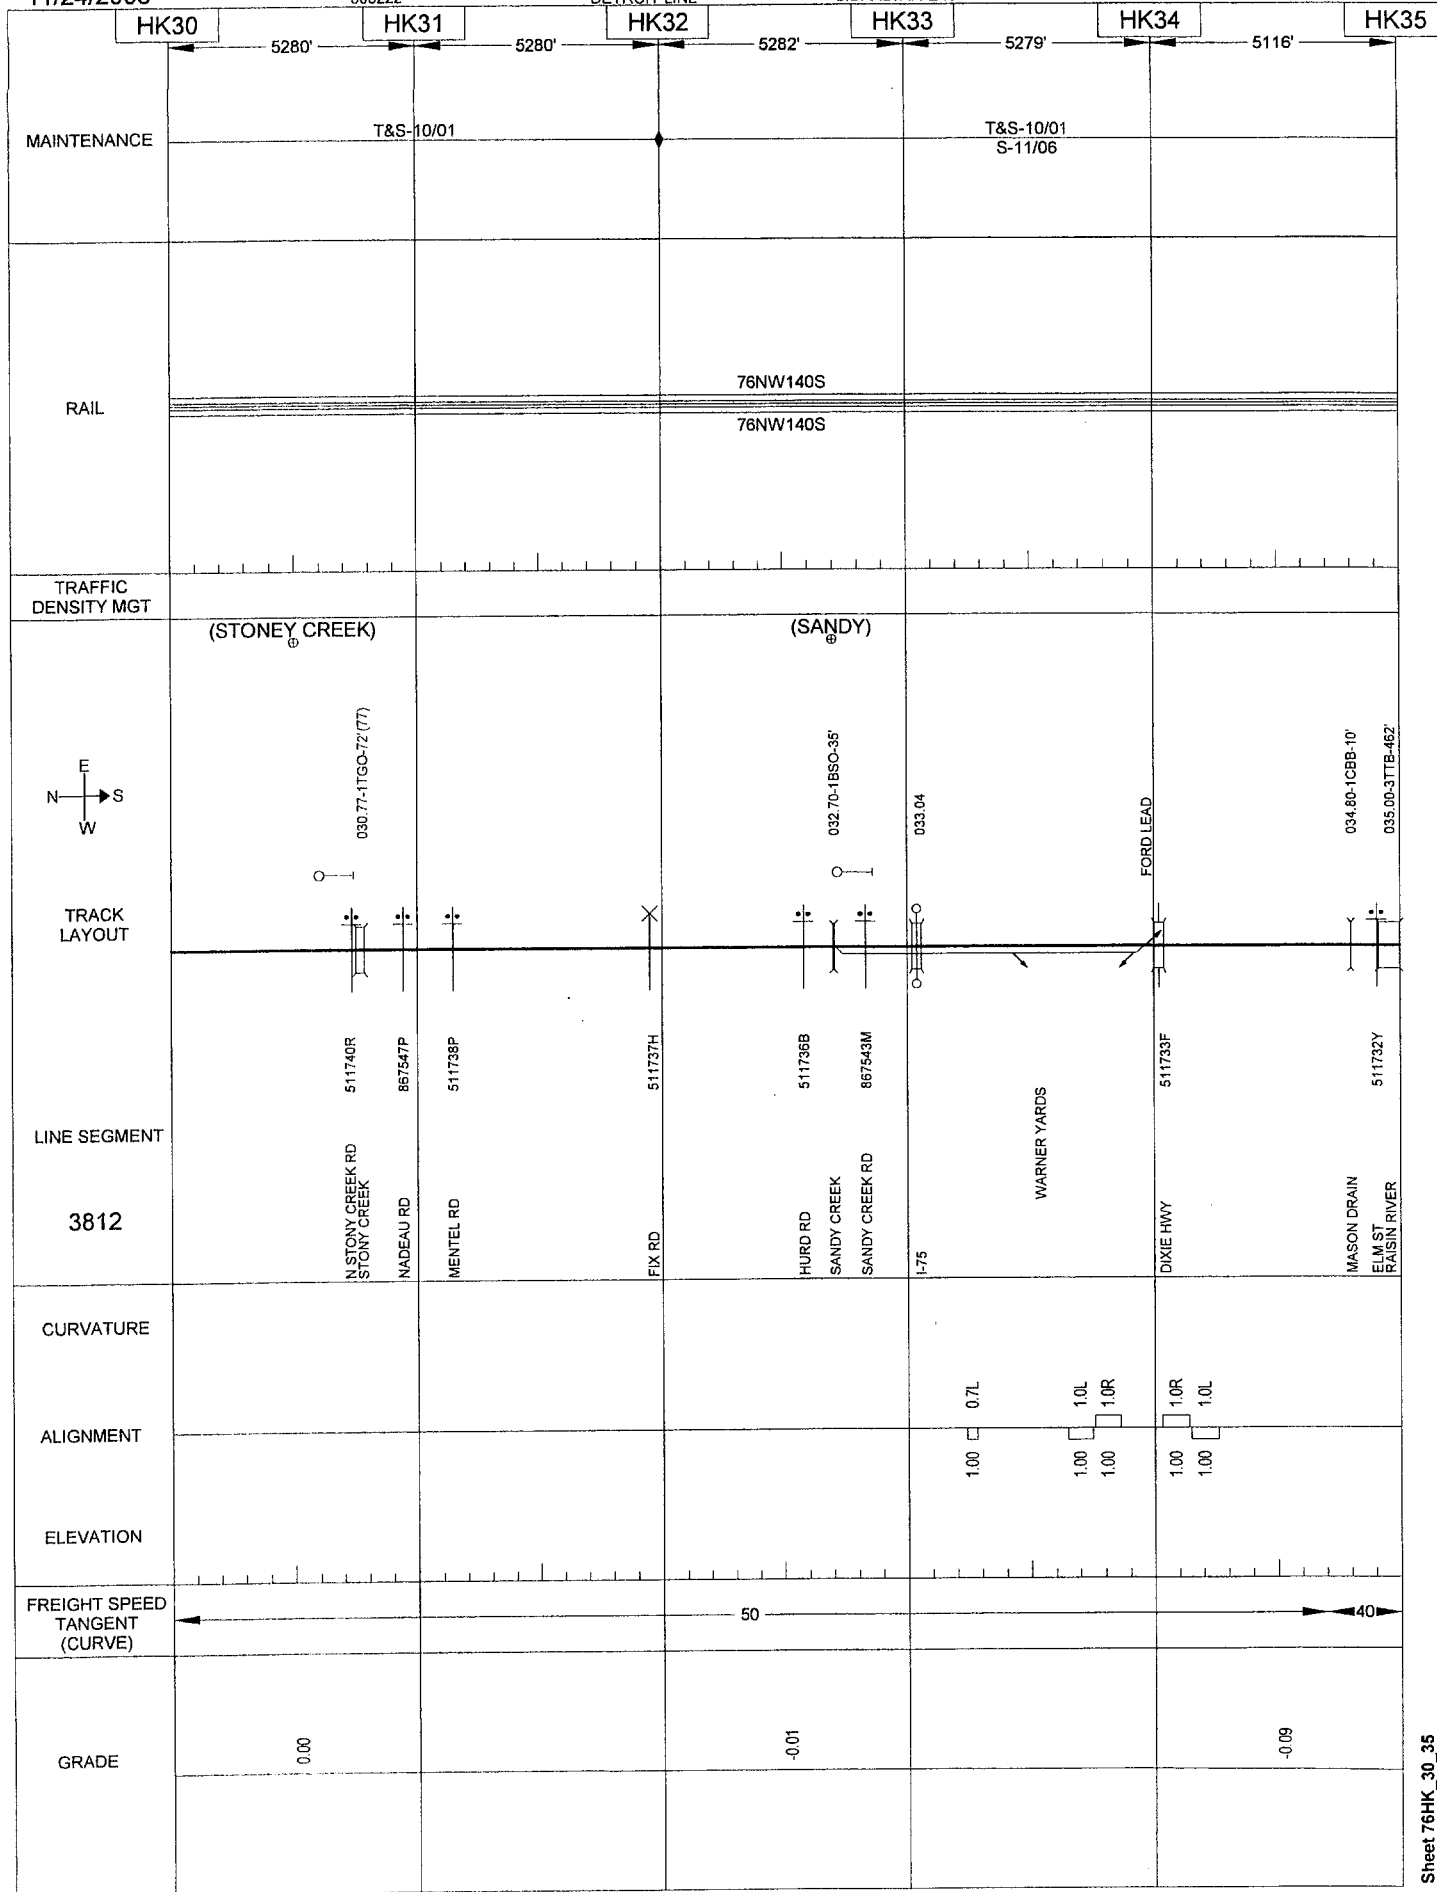 DETROIT LINE
HK30
HK31
HK32
HK33
HK34
HK35
5280'
5280'
5282'
5279'
5116'
MAINTENANCE
T&S-10/01
T&S-10/01
S-11/06
RAIL
76NW140S
76NW140S
TRAFFIC
DENSITY MGT
(STONEY CREEK)
(SANDY)
E
N
S
W
030.77-1TGO-72'(77)
032.70-1BSO-35'
033.04
FORD LEAD
034.80-1CBB-10'
035.00-3TTB-462'
TRACK
LAYOUT
511740R
867547P
511738P
511737H
511736B
867543M
511733F
511732Y
LINE SEGMENT
3812
N STONY CREEK RD
STONY CREEK
NADEAU RD
MENTEL RD
FIX RD
HURD RD
SANDY CREEK
SANDY CREEK RD
I-75
WARNER YARDS
DIXIE HWY
MASON DRAIN
ELM ST
RAISIN RIVER
CURVATURE
0.7L
1.0L
1.0R
1.0R
1.0L
ALIGNMENT
1.00
1.00
1.00
1.00
1.00
ELEVATION
FREIGHT SPEED
TANGENT
(CURVE)
50
40
GRADE
0.00
-0.01
-0.09
Sheet 76HK_30_35